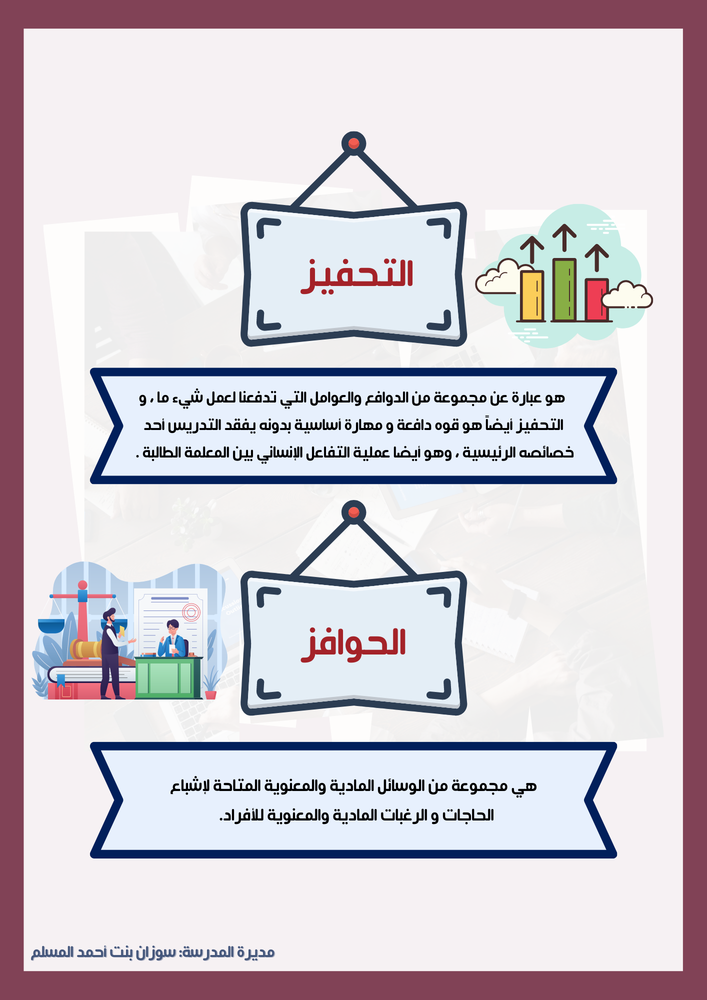 التحفيز
هو عبارة عن مجموعة من الدوافع والعوامل التي تدفعنا لعمل شيء ما ، و
التحفيز أيضاً هو قوه دافعة و مهارة أساسية بدونه يفقد التدريس أحد
خصائصه الرئيسية ، وهو أيضا عملية التفاعل الإنساني بين المعلمة الطالبة .
الحوافز
هي مجموعة من الوسائل المادية والمعنوية المتاحة لإشباع
الحاجات و الرغبات المادية والمعنوية للأفراد.
مديرة المدرسة: سوزان بنت أحمد المسلم